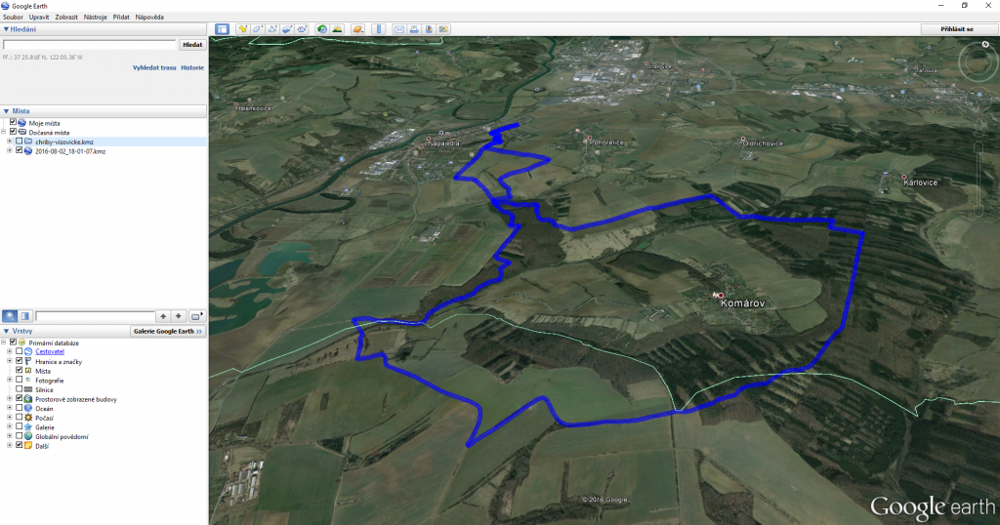 Google Earth
Soubor Upravit Zobrazit Nástroje Přidat Nápověda
▼ Hledání
Hledat
Př.: 37 25.818' N, 122 05.36' W
Vyhledat trasu Historie
▼ Místa
Moje místa
Dočasná místa
chriby-vizovicke.kmz
2016-08-02_18-01-07.kmz
▼ Vrstvy
Galerie Google Earth >>
Primární databáze
Cestovatel
Hranice a značky
Místa
Fotografie
Silnice
Prostorově zobrazené budovy
Oceán
Počasí
Galerie
Globální povědomí
Další
Přihlásit se
Halenkovice
Napajedla
Pohořelice
Oldřichovice
Karlovice
Komárov
© 2016 Google
Google earth